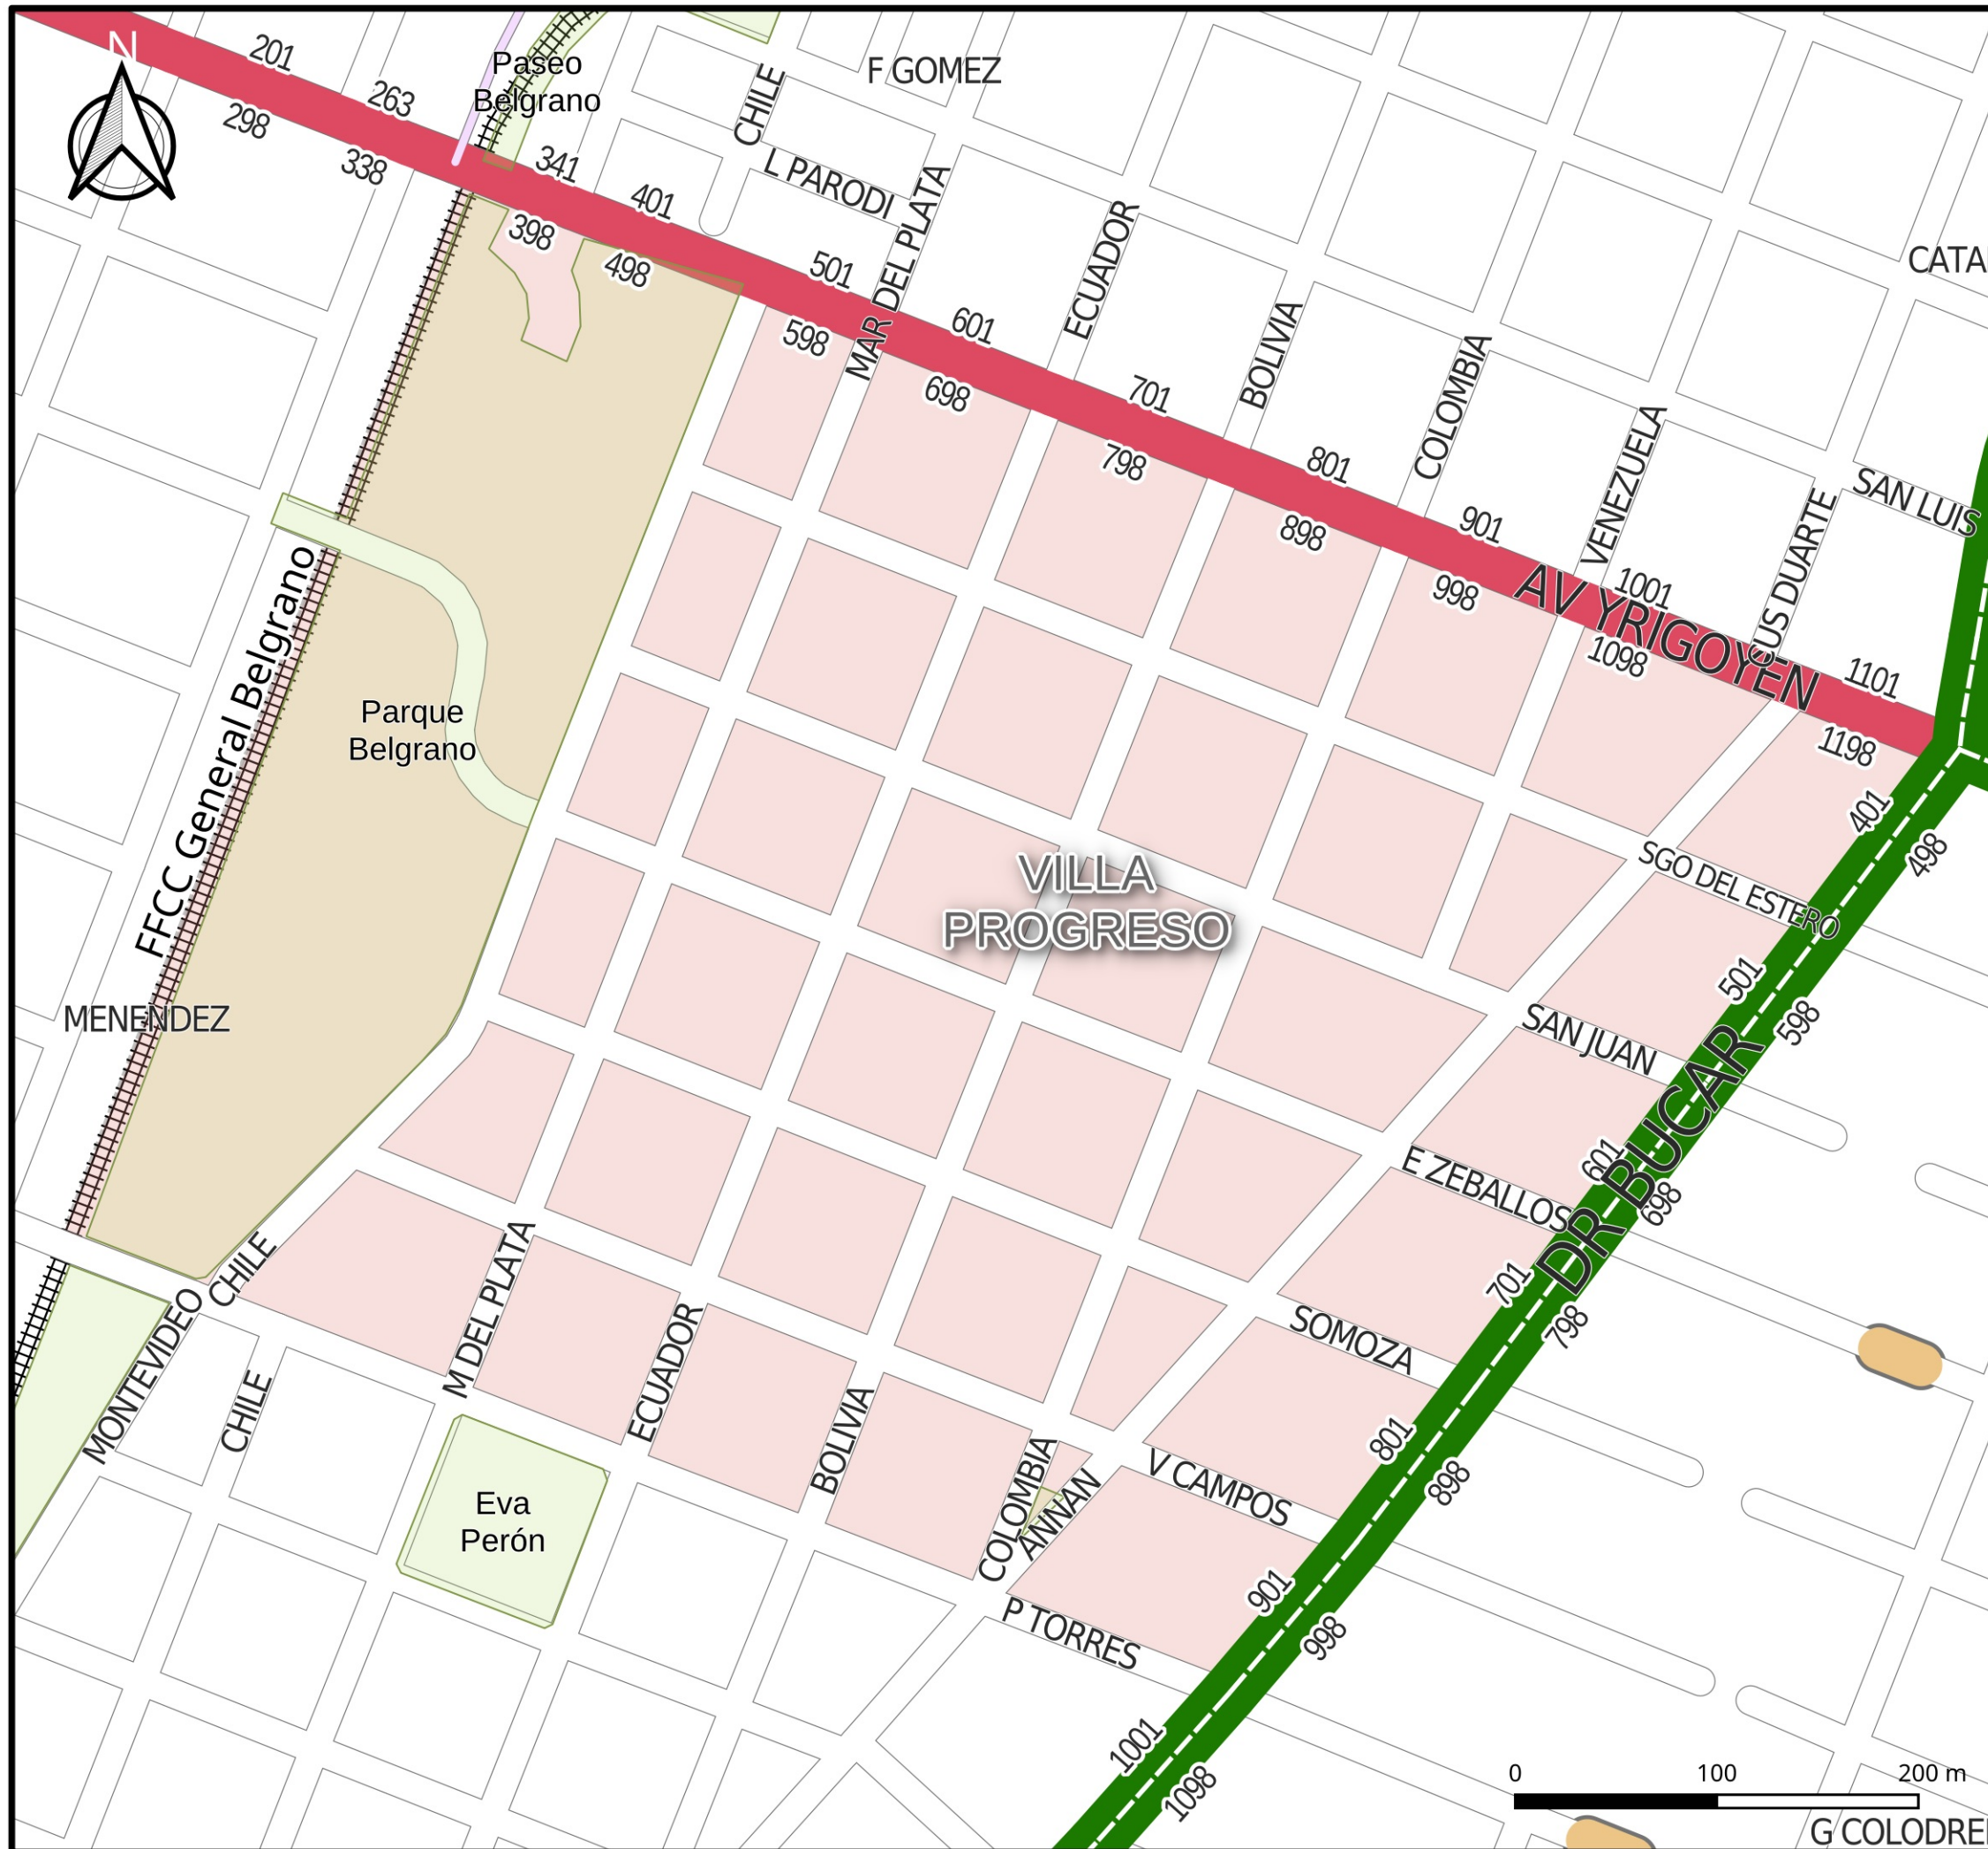 N
201
263
298
338
Paseo
Belgrano
341
401
CHILE
F GOMEZ
L PARODI
398
498
501
598
MAR DEL PLATA
601
698
ECUADOR
701
798
BOLIVIA
801
898
COLOMBIA
901
998
VENEZUELA
1001
1098
AV YRIGOYEN
CUS DUARTE
1101
1198
CATA
SAN LUIS
FFCC General Belgrano
Parque
Belgrano
VILLA
PROGRESO
401
498
SGO DEL ESTERO
501
598
SAN JUAN
DR BUCAR
601
698
E ZEBALLOS
701
798
SOMOZA
801
898
V CAMPOS
901
998
P TORRES
1001
1098
MENENDEZ
CHILE
MONTEVIDEO
CHILE
M DEL PLATA
ECUADOR
BOLIVIA
COLOMBIA
ANNAN
Eva
Perón
0 100 200 m
G COLODRE